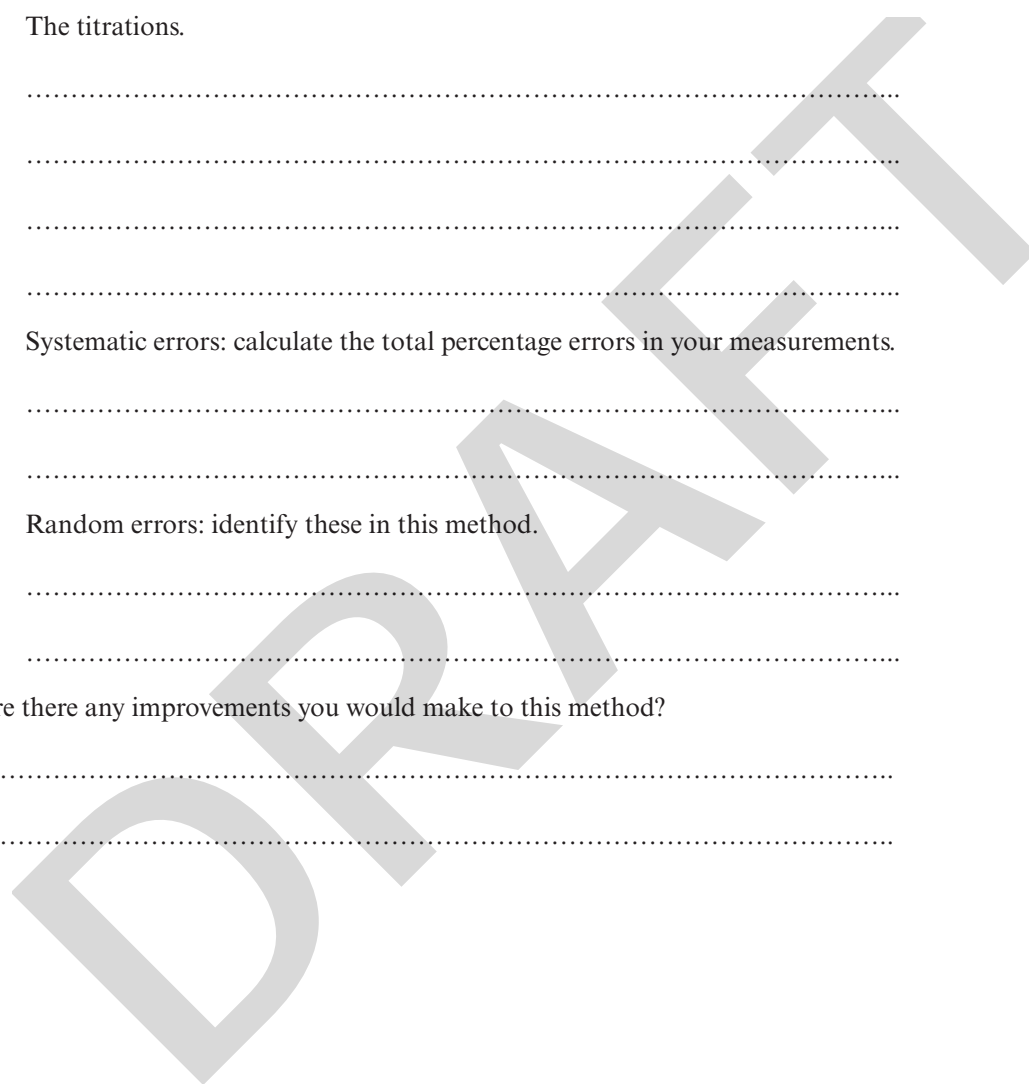 The titrations.
………………………………………………………………………………………...
………………………………………………………………………………………...
………………………………………………………………………………………...
………………………………………………………………………………………...
Systematic errors: calculate the total percentage errors in your measurements.
………………………………………………………………………………………...
………………………………………………………………………………………...
Random errors: identify these in this method.
………………………………………………………………………………………...
………………………………………………………………………………………...
re there any improvements you would make to this method?
…………………………………………………………………………………………..
…………………………………………………………………………………………..
DRAFT